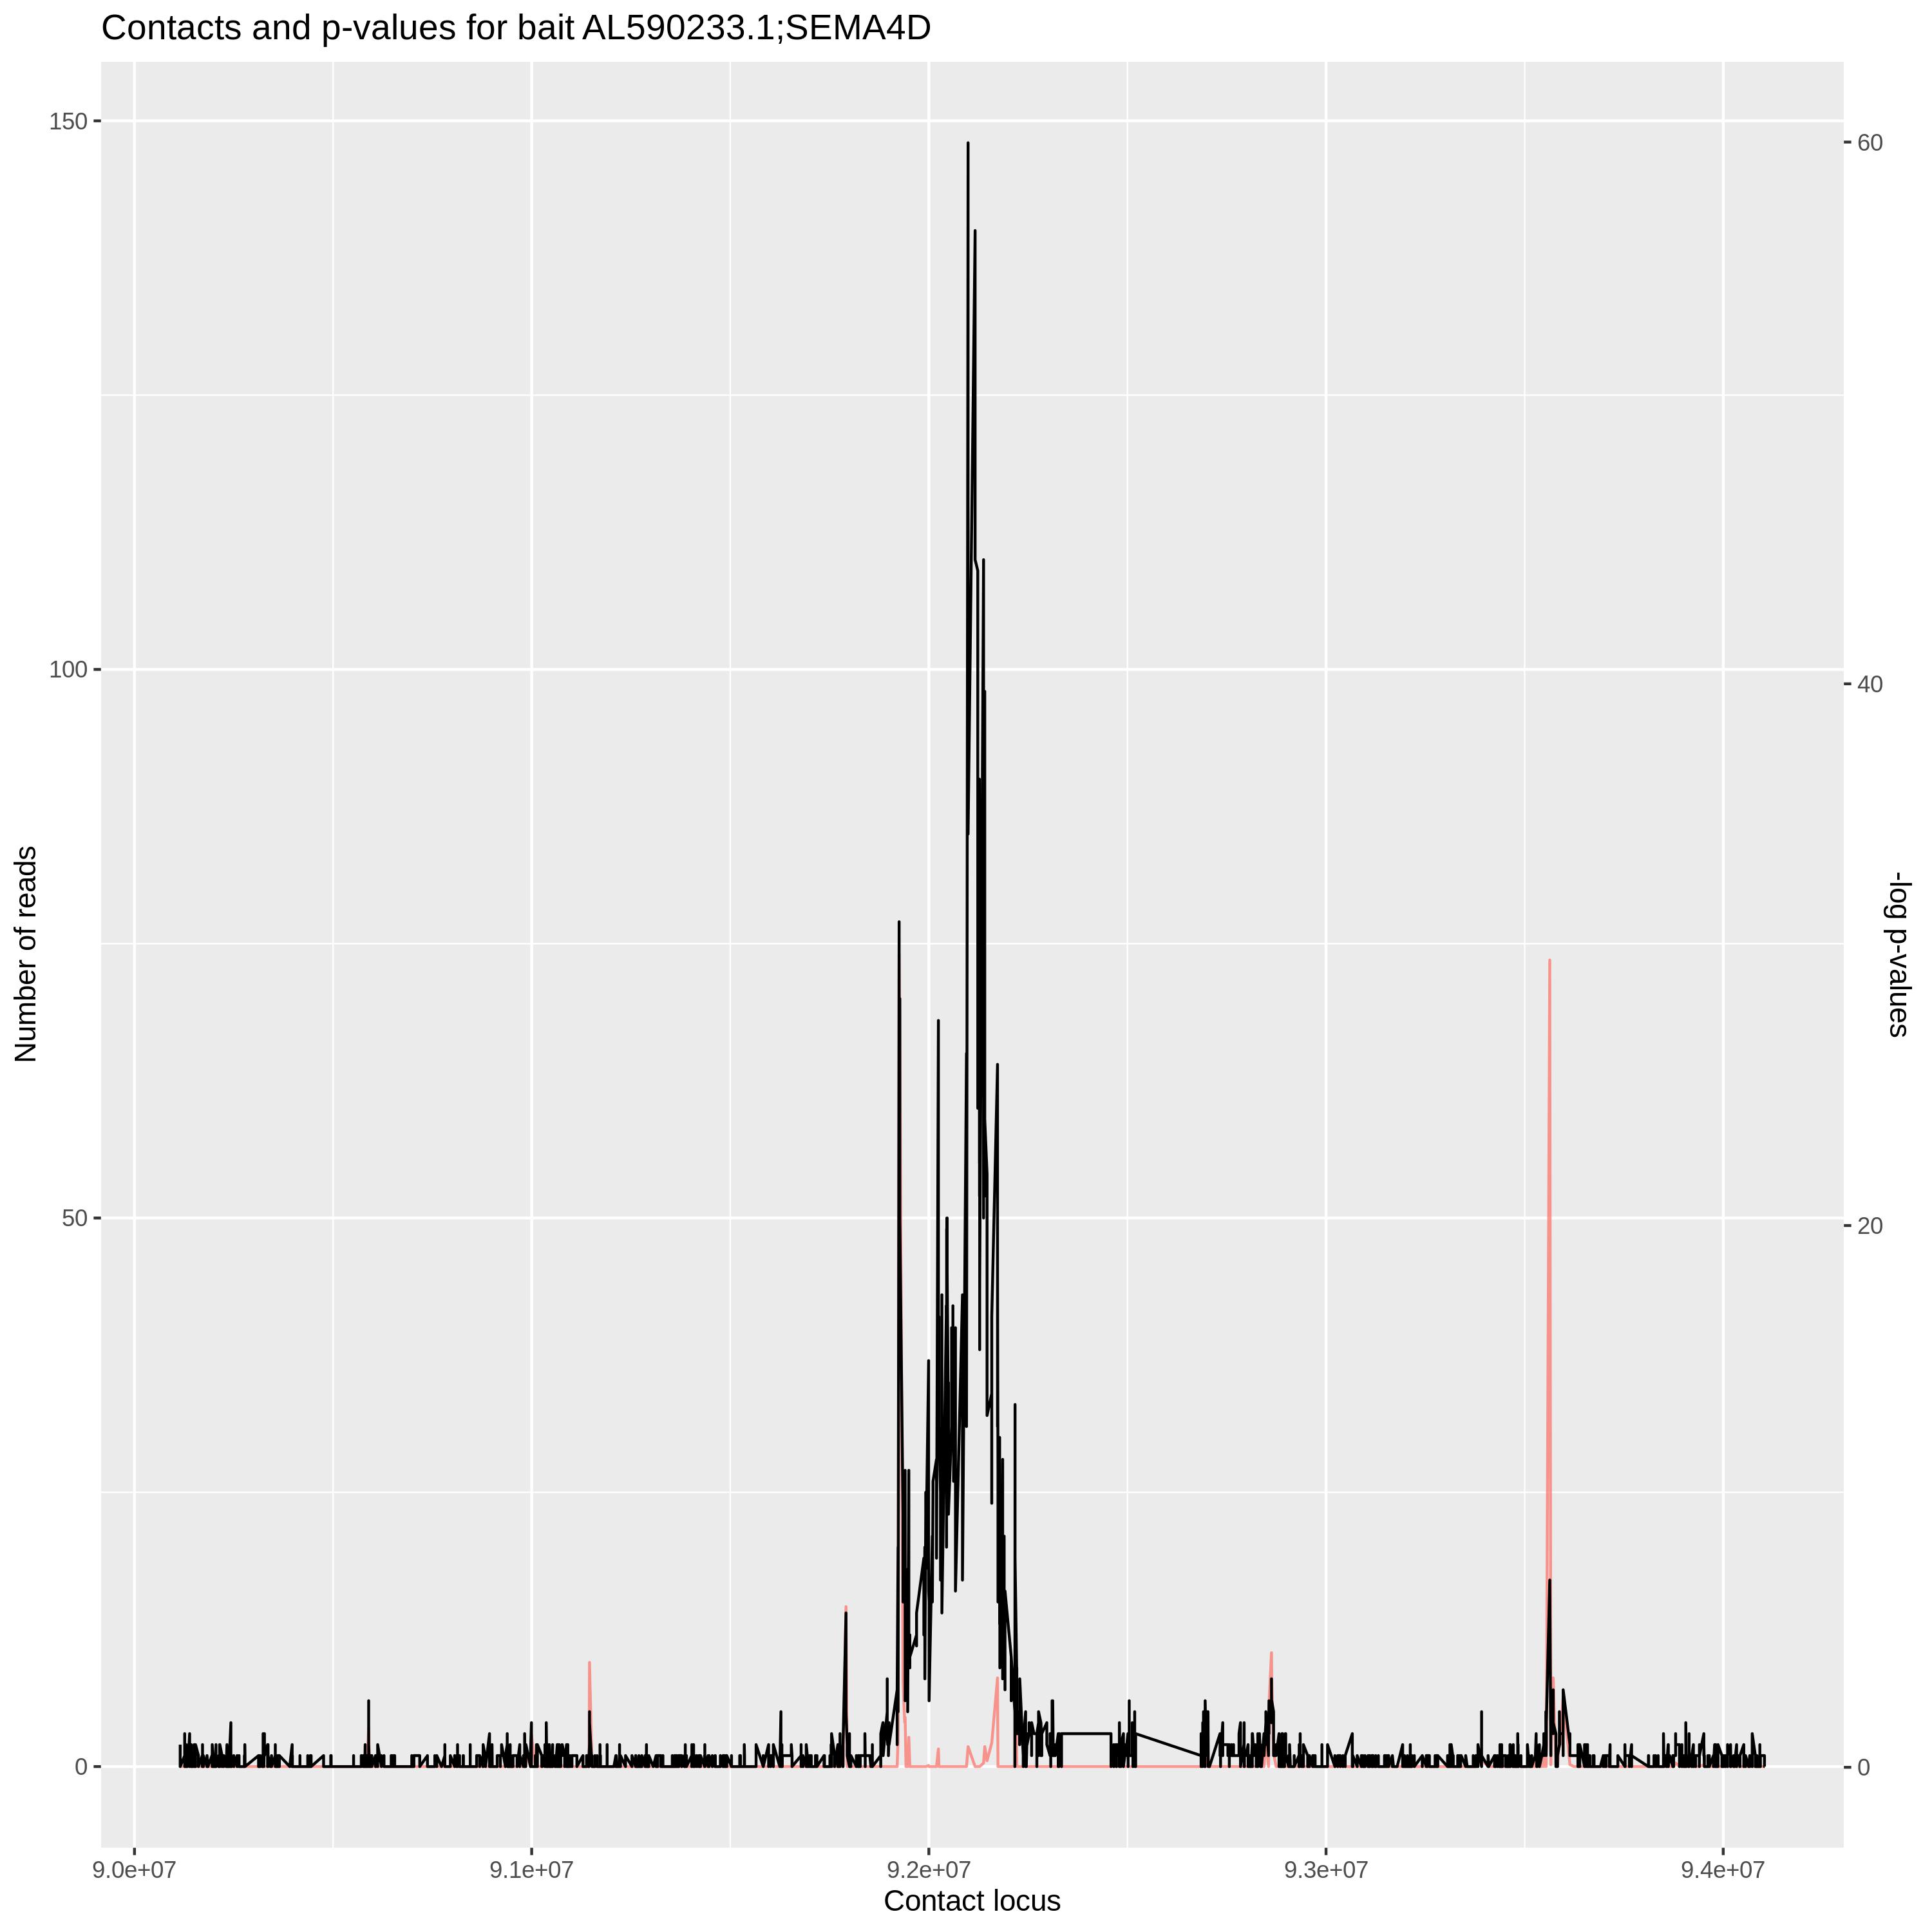 Contacts and p-values for bait AL590233.1;SEMA4D
150
100
50
0
Number of reads
60
40
20
0
-log p-values
9.0e+07
9.1e+07
9.2e+07
9.3e+07
9.4e+07
Contact locus